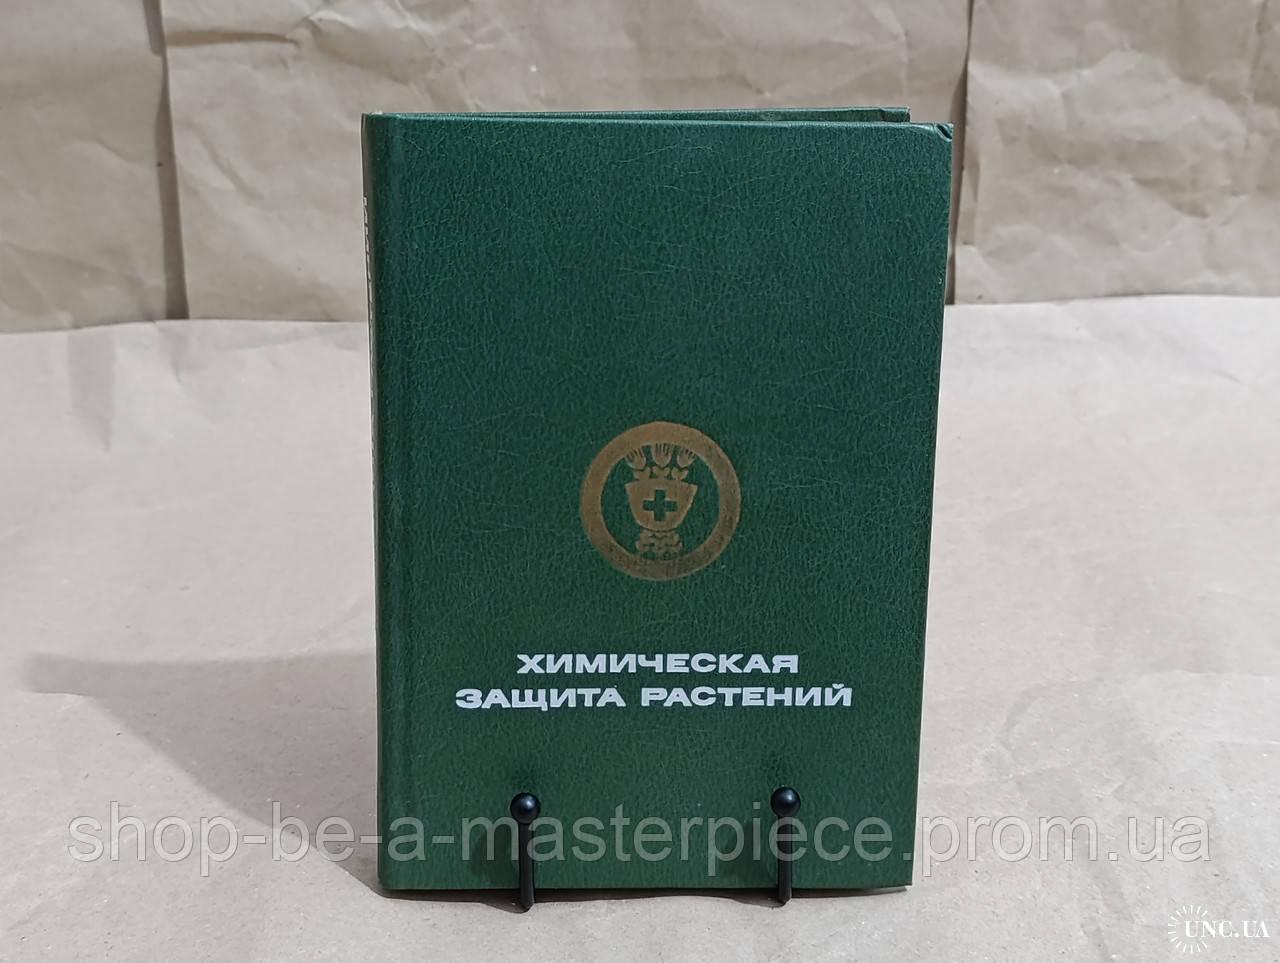 ХИМИЧЕСКАЯ
ЗАЩИТА РАСТЕНИЙ
shop-be-a-masterpiece.prom.ua
UNC.UA